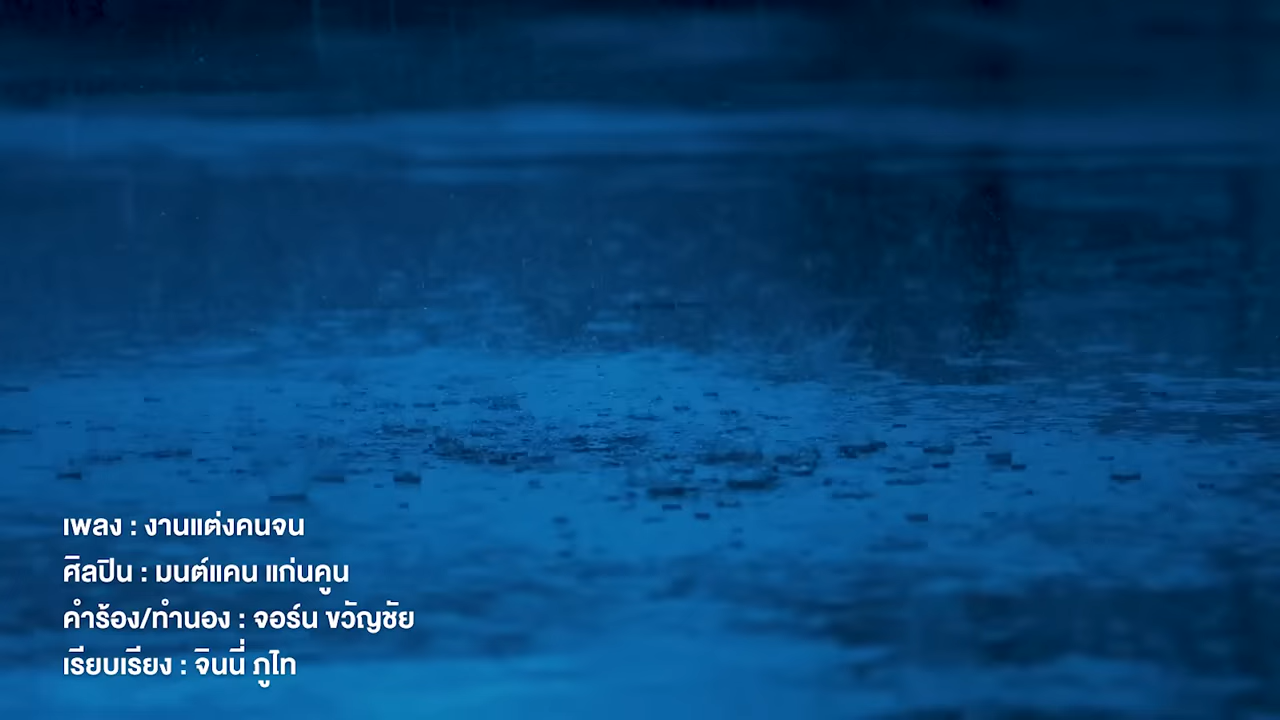 เพลง : งานแต่งคนจน
ศิลปิน : มนต์แคน แก่นคูน
คำร้อง/ทำนอง : จอร์น ขวัญชัย
เรียบเรียง : จินนี่ ภูไท